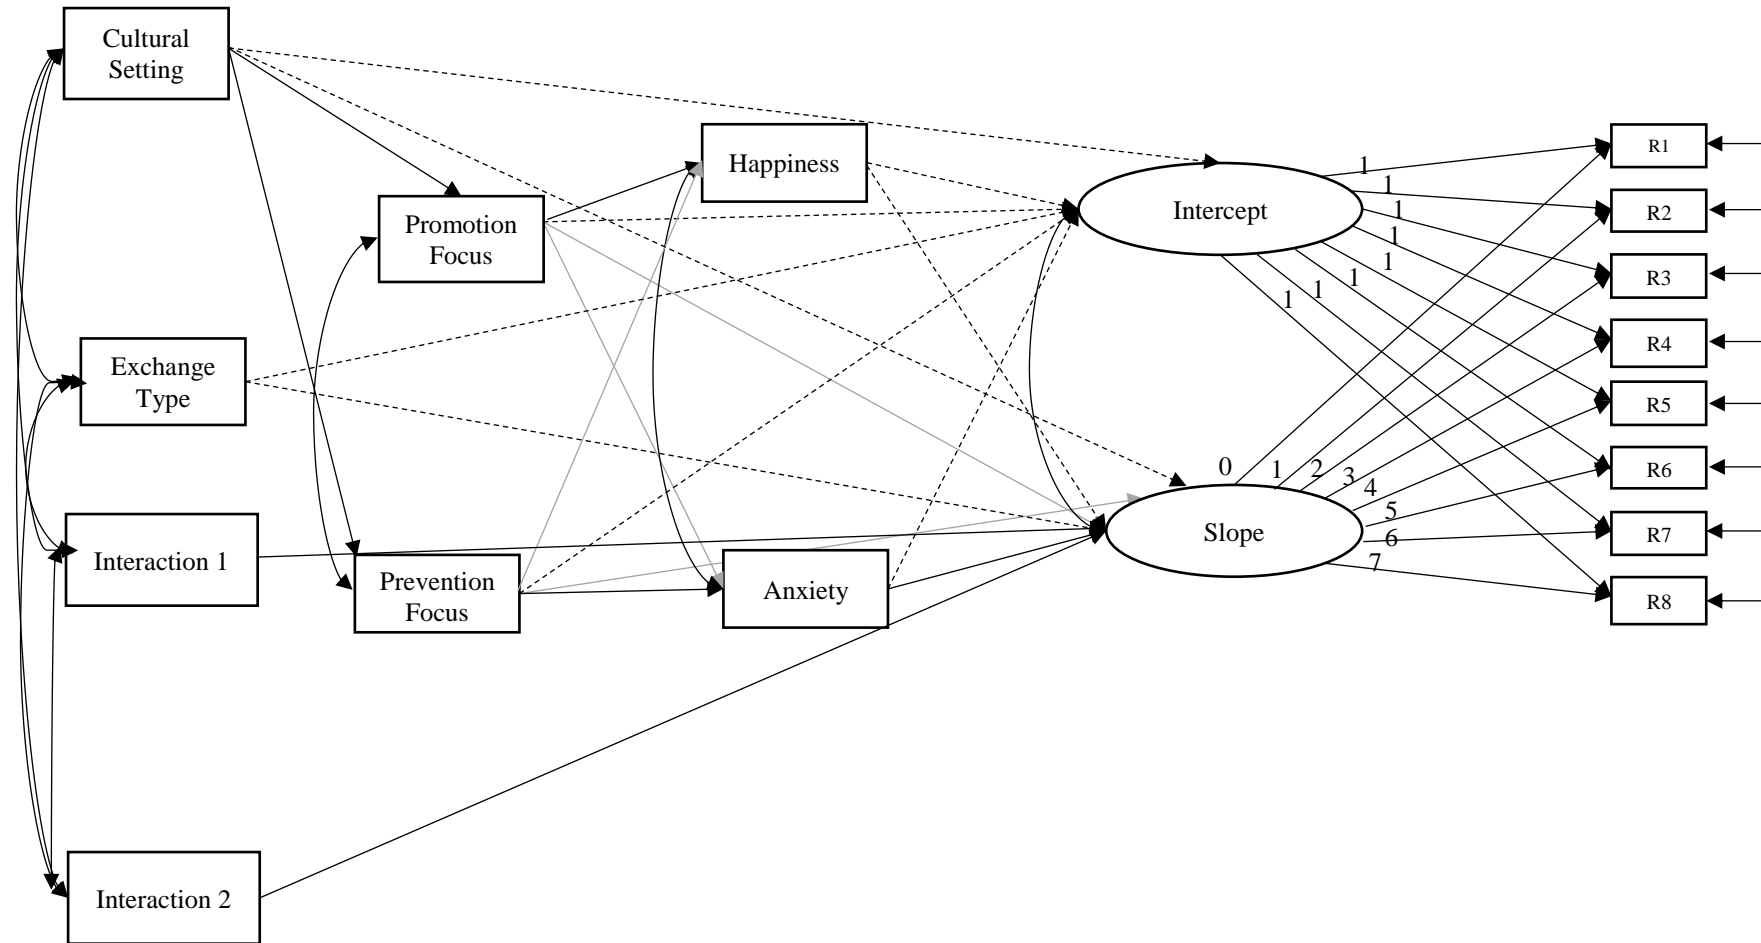 Cultural
Setting
Promotion
Focus
Happiness
Exchange
Type
Interaction 1
Prevention
Focus
Anxiety
Interaction 2
Intercept
Slope
1
1
1
1
1
1
1
1
0
1
2
3
4
5
6
7
R1
R2
R3
R4
R5
R6
R7
R8